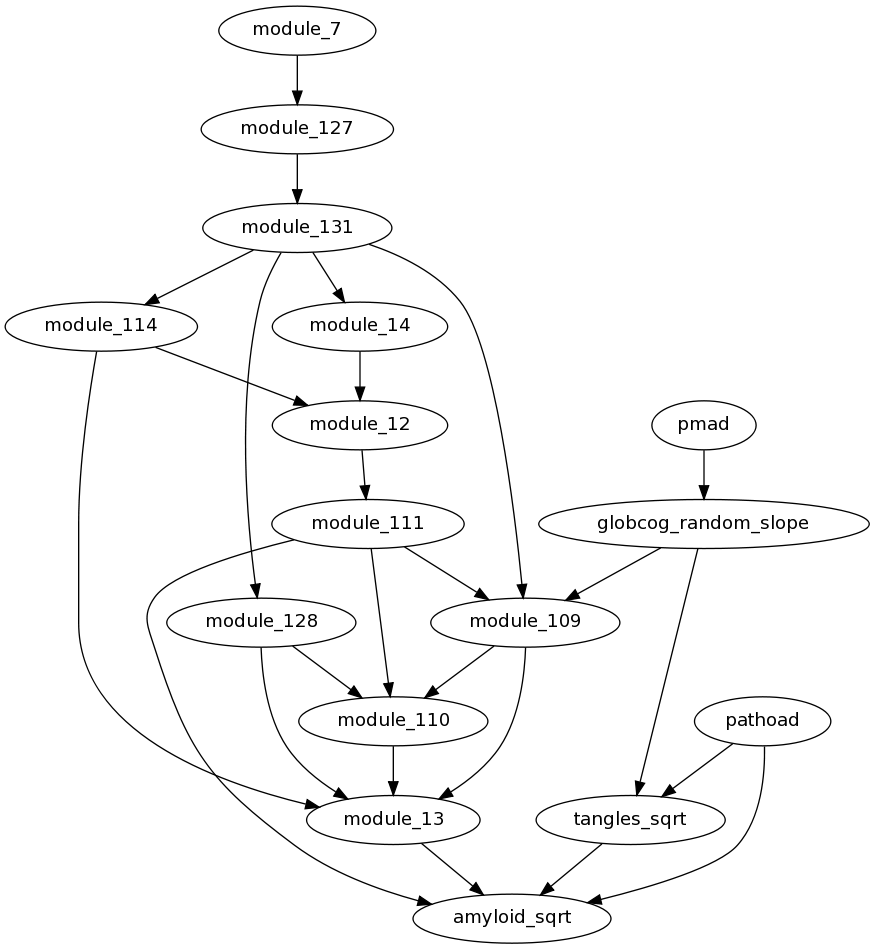 module_7
module_127
module_131
module_114
module_14
module_12
pmad
module_111
globcog_random_slope
module_128
module_109
module_110
pathoad
module_13
tangles_sqrt
amyloid_sqrt